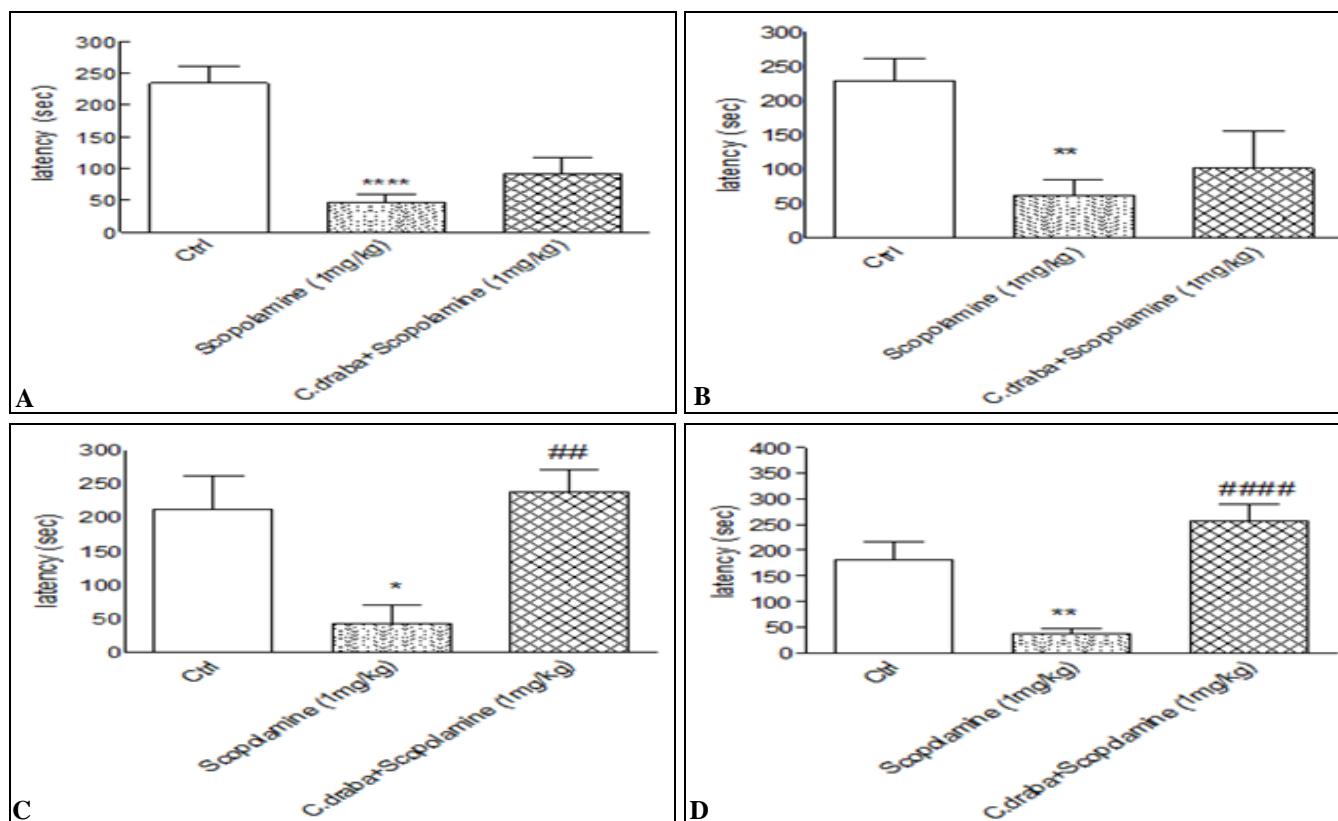 300
250
200
150
100
50
0
latency (sec)
****
Ctrl
Scopolamine (1mg/kg)
C.draba+Scopolamine (1mg/kg)
A
300
250
200
150
100
50
0
latency (sec)
**
Ctrl
Scopolamine (1mg/kg)
C.draba+Scopolamine (1mg/kg)
B
300
250
200
150
100
50
0
latency (sec)
*
##
Ctrl
Scopolamine (1mg/kg)
C.draba+Scopolamine (1mg/kg)
C
400
350
300
250
200
150
100
50
0
latency (sec)
**
####
Ctrl
Scopolamine (1mg/kg)
C.draba+Scopolamine (1mg/kg)
D